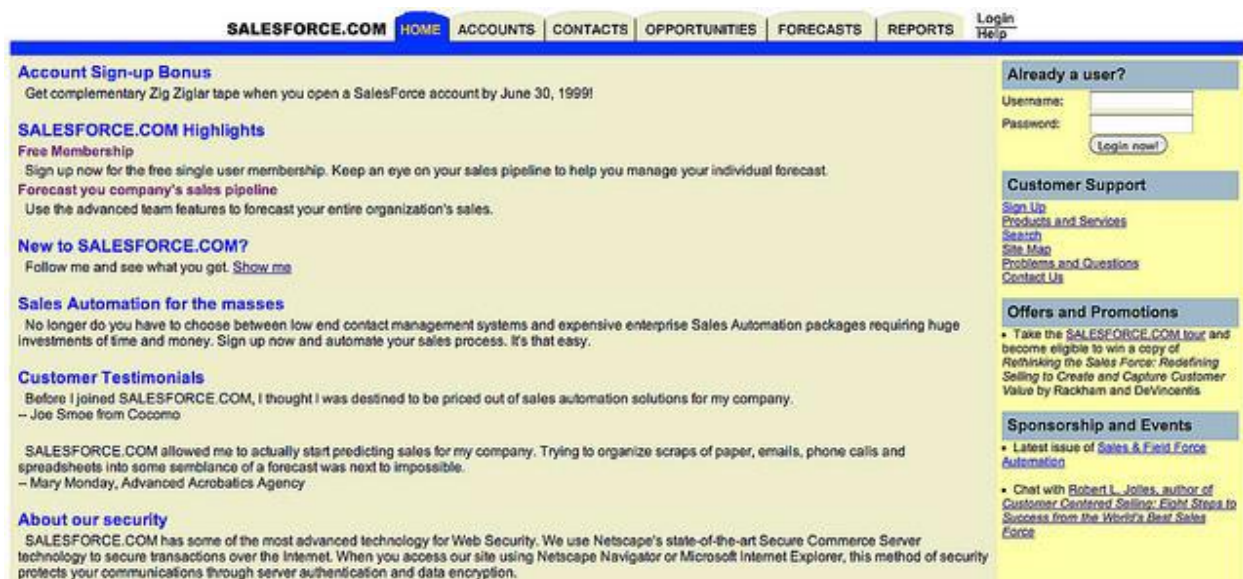 SALESFORCE.COM HOME ACCOUNTS CONTACTS OPPORTUNITIES FORECASTS REPORTS Login
Help
Account Sign-up Bonus
Get complementary Zig Ziglar tape when you open a SalesForce account by June 30, 1999!
SALESFORCE.COM Highlights
Free Membership
Sign up now for the free single user membership. Keep an eye on your sales pipeline to help you manage your individual forecast.
Forecast you company's sales pipeline
Use the advanced team features to forecast your entire organization's sales.
New to SALESFORCE.COM?
Follow me and see what you get. Show me
Sales Automation for the masses
No longer do you have to choose between low end contact management systems and expensive enterprise Sales Automation packages requiring huge
investments of time and money. Sign up now and automate your sales process. It's that easy.
Customer Testimonials
Before I joined SALESFORCE.COM, I thought I was destined to be priced out of sales automation solutions for my company.
-- Joe Smoe from Cocomo
SALESFORCE.COM allowed me to actually start predicting sales for my company. Trying to organize scraps of paper, emails, phone calls and
spreadsheets into some semblance of a forecast was next to impossible.
-- Mary Monday, Advanced Acrobatics Agency
About our security
SALESFORCE.COM has some of the most advanced technology for Web Security. We use Netscape's state-of-the-art Secure Commerce Server
technology to secure transactions over the Internet. When you access our site using Netscape Navigator or Microsoft Internet Explorer, this method of security
protects your communications through server authentication and data encryption.
Already a user?
Username:
Password:
Login now!
Customer Support
Sign Up
Products and Services
Search
Site Map
Problems and Questions
Contact Us
Offers and Promotions
• Take the SALESFORCE.COM tour and
become eligible to win a copy of
Rethinking the Sales Force: Redefining
Selling to Create and Capture Customer
Value by Rackham and DeVincentis
Sponsorship and Events
• Latest issue of Sales & Field Force
Automation
• Chat with Robert L. Jolles, author of
Customer Centered Selling: Eight Steps to
Success from the World's Best Sales
Force